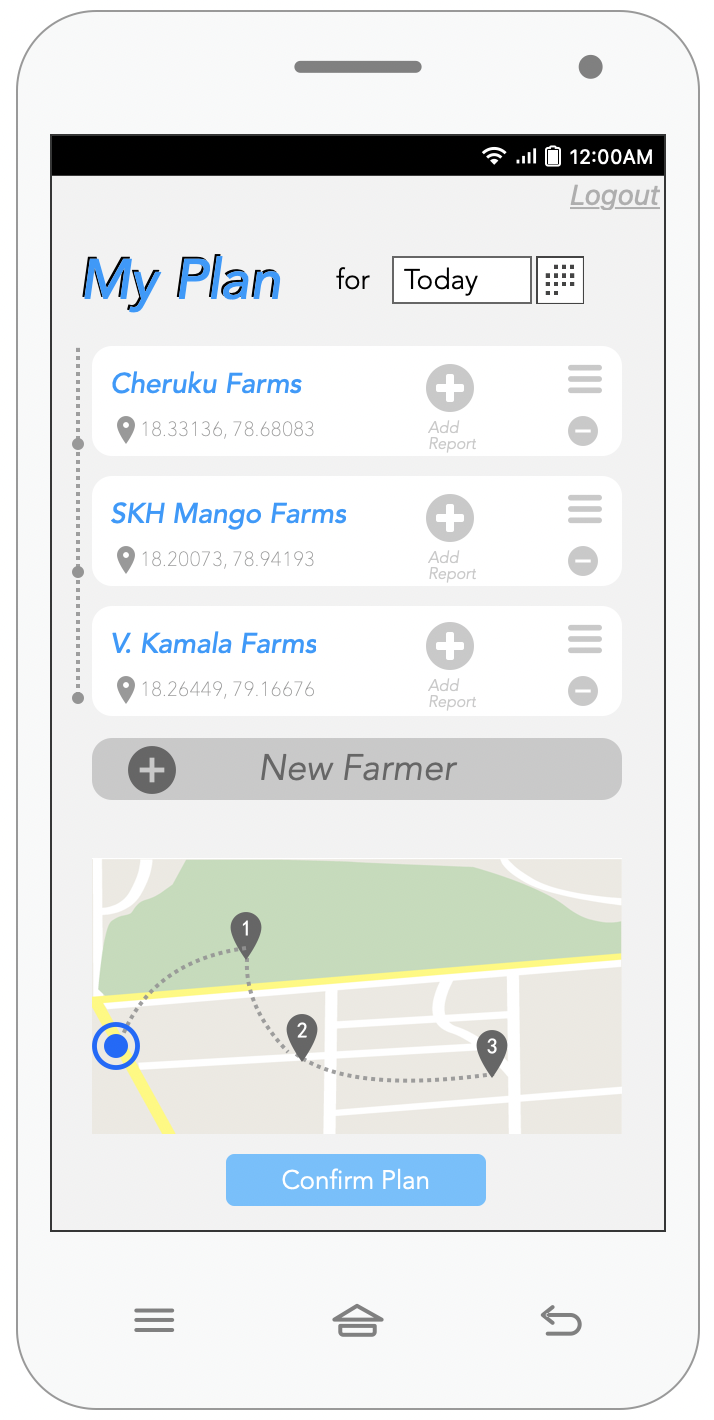 12:00AM
Logout
My Plan for Today
Cheruku Farms
18.33136, 78.68083
Add
Report
SKH Mango Farms
18.20073, 78.94193
Add
Report
V. Kamala Farms
18.26449, 79.16676
Add
Report
New Farmer
1
2
3
Confirm Plan